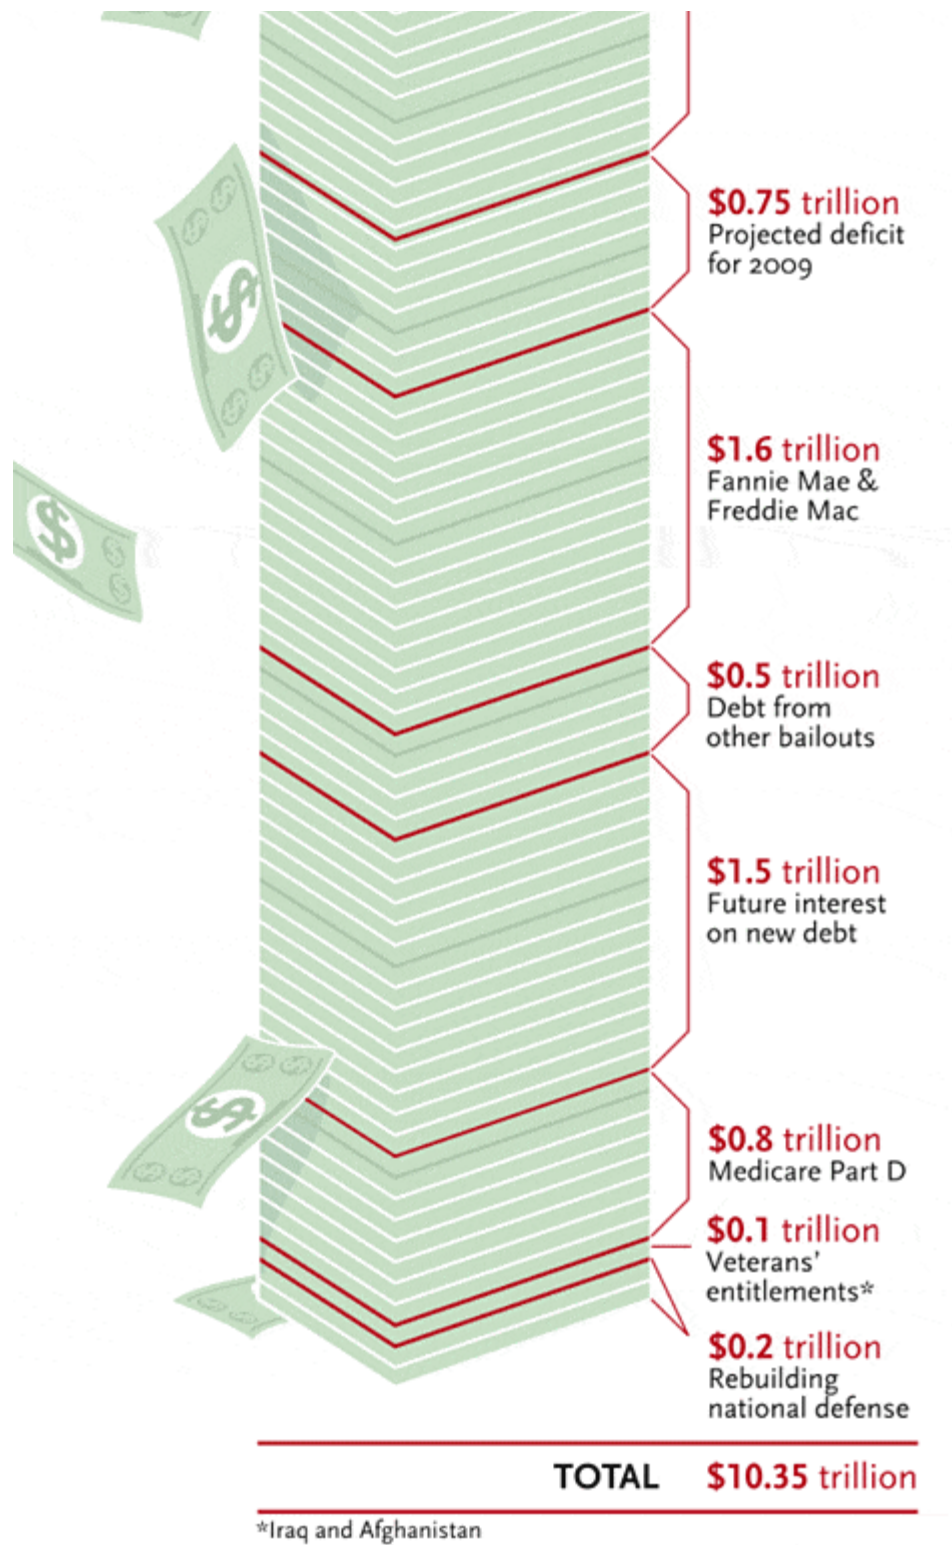 $0.75 trillion
Projected deficit
for 2009
$1.6 trillion
Fannie Mae &
Freddie Mac
$0.5 trillion
Debt from
other bailouts
$1.5 trillion
Future interest
on new debt
$0.8 trillion
Medicare Part D
$0.1 trillion
Veterans'
entitlements*
$0.2 trillion
Rebuilding
national defense
TOTAL $10.35 trillion
*Iraq and Afghanistan